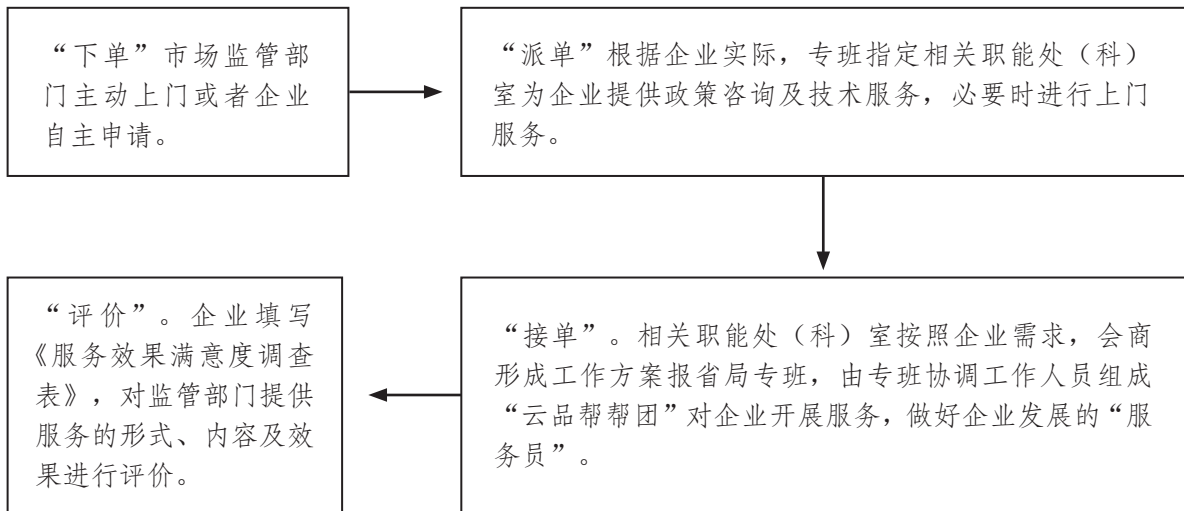 “下单”市场监管部
门主动上门或者企业
自主申请。
“派单”根据企业实际，专班指定相关职能处（科）
室为企业提供政策咨询及技术服务，必要时进行上门
服务。
“接单”。相关职能处（科）室按照企业需求，会商
形成工作方案报省局专班，由专班协调工作人员组成
“云品帮帮团”对企业开展服务，做好企业发展的“服
务员”。
“评价”。企业填写
《服务效果满意度调查
表》，对监管部门提供
服务的形式、内容及效
果进行评价。